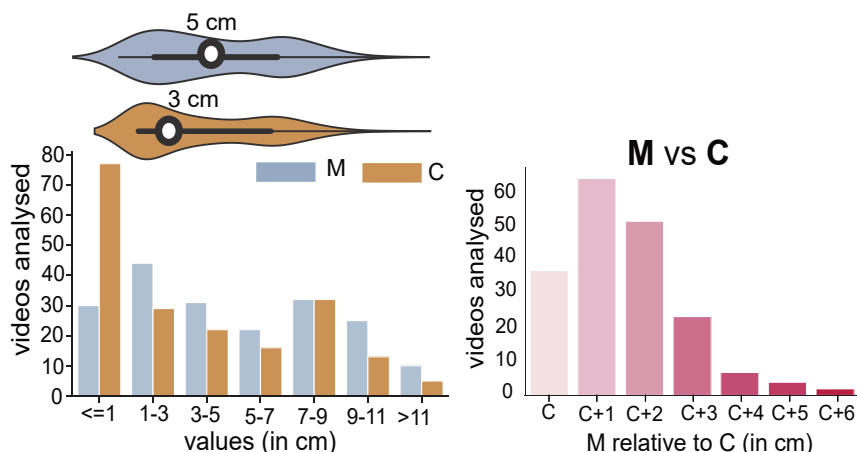 5 cm
3 cm
M C
videos analysed
80
70
60
50
40
30
20
10
0
<=1 1-3 3-5 5-7 7-9 9-11 >11
values (in cm)
M vs C
videos analysed
60
50
40
30
20
10
0
C C+1 C+2 C+3 C+4 C+5 C+6
M relative to C (in cm)